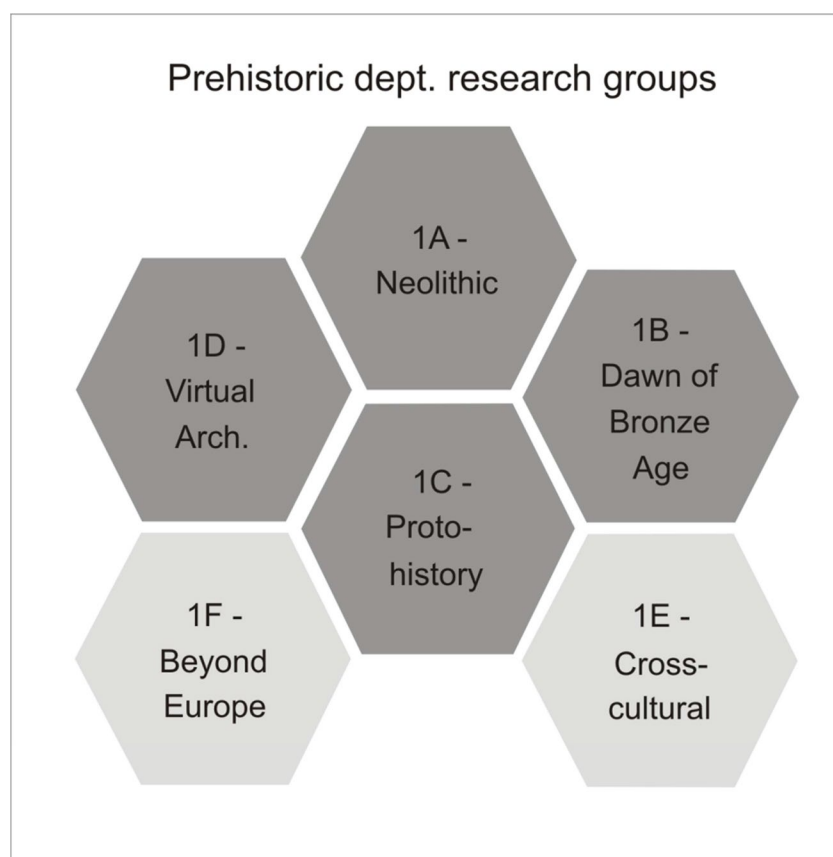 Prehistoric dept. research groups
1A -
Neolithic
1D -
Virtual
Arch.
1B -
Dawn of
Bronze
Age
1C -
Proto-
history
1F -
Beyond
Europe
1E -
Cross-
cultural